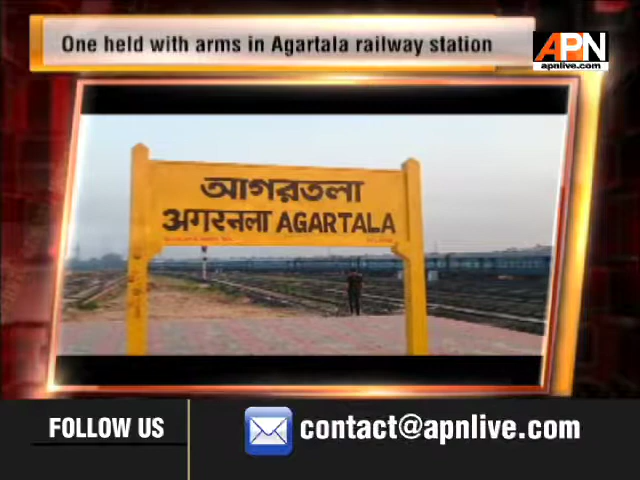 One held with arms in Agartala railway station
APN
apnlive.com
আগরতলা
अगरतला AGARTALA
FOLLOW US
contact@apnlive.com